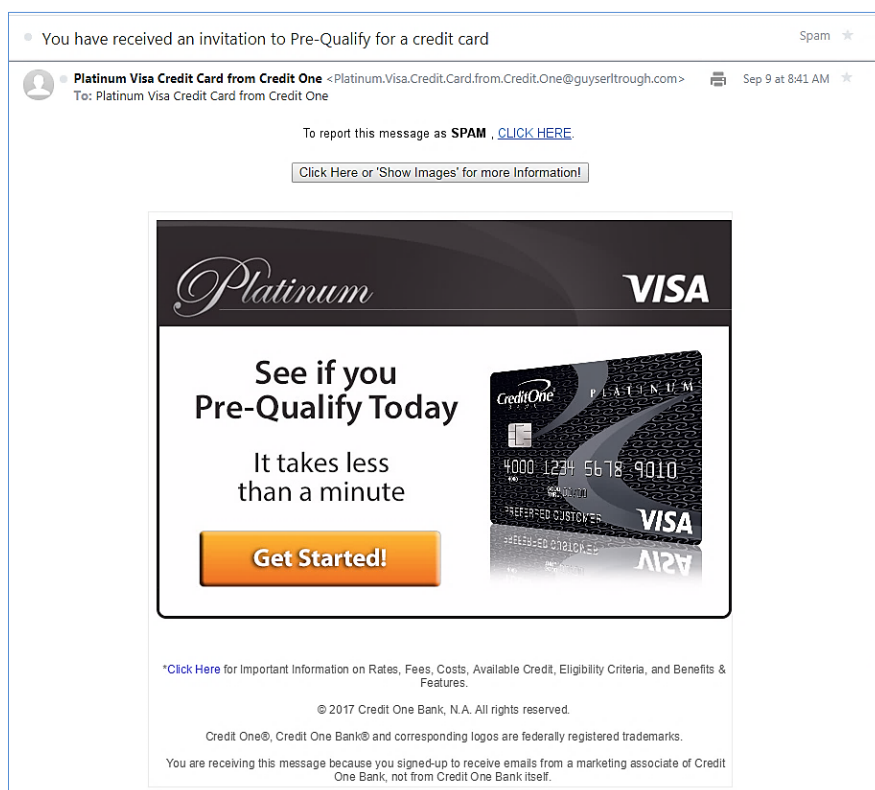 You have received an invitation to Pre-Qualify for a credit card
Spam
Platinum Visa Credit Card from Credit One <Platinum.Visa.Credit.Card.from.Credit.One@guyserltrough.com>
Sep 9 at 8:41 AM
To: Platinum Visa Credit Card from Credit One
To report this message as SPAM , CLICK HERE.
Click Here or 'Show Images' for more Information!
Platinum
VISA
See if you
Pre-Qualify Today
It takes less
than a minute
Get Started!
CreditOne
BANK
PLATINUM
4000 1234 5678 9010
4000
PREFERRED CUSTOMER
VISA
*Click Here for Important Information on Rates, Fees, Costs, Available Credit, Eligibility Criteria, and Benefits &
Features.
© 2017 Credit One Bank, N.A. All rights reserved.
Credit One®, Credit One Bank® and corresponding logos are federally registered trademarks.
You are receiving this message because you signed-up to receive emails from a marketing associate of Credit
One Bank, not from Credit One Bank itself.